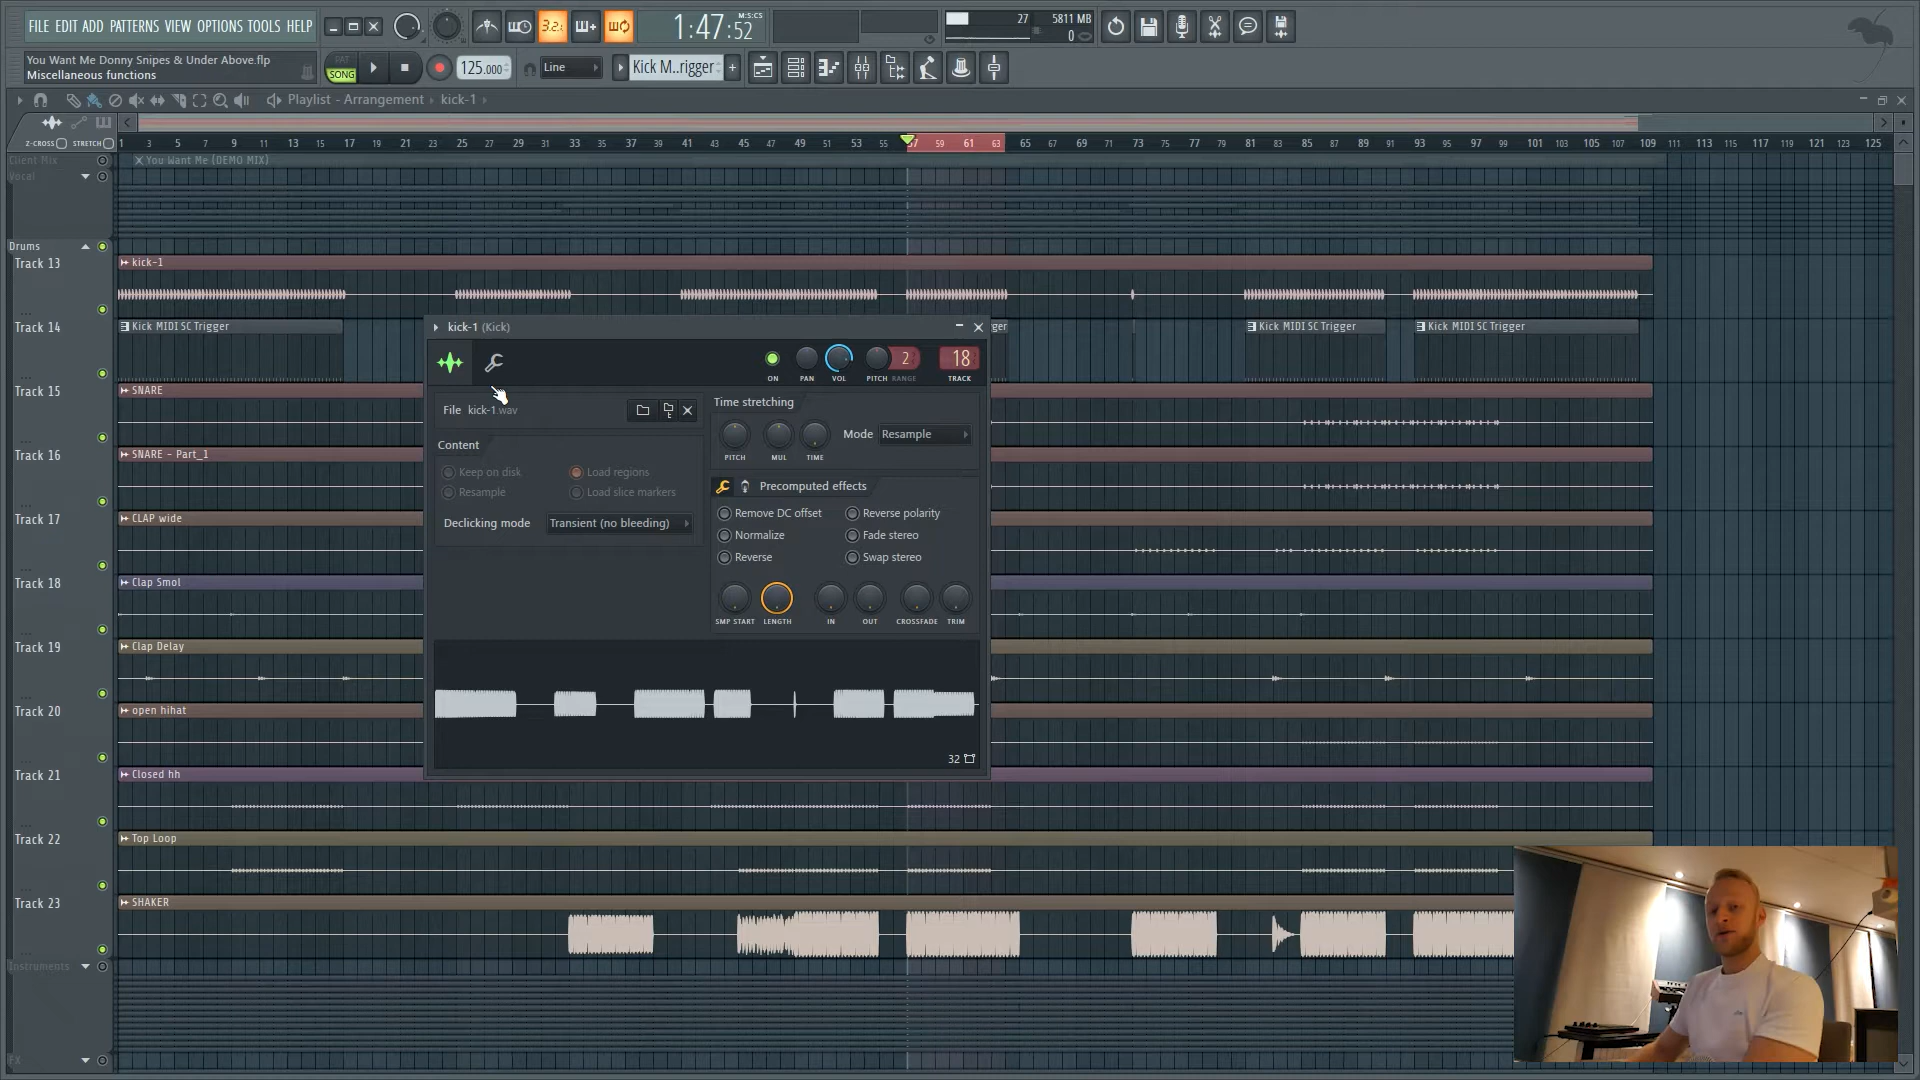 FILE EDIT ADD PATTERNS VIEW OPTIONS TOOLS HELP
3.2.
1:47:52
M:S:CS
27
5811 MB
0
You Want Me Donny Snipes & Under Above.flp
Miscellaneous functions
PAT
SONG
125.000
Line
Kick M..rigger
+
Playlist - Arrangement
kick-1
Z-CROSS
STRETCH
1 3 5 7 9 11 13 15 17 19 21 23 25 27 29 31 33 35 37 39 41 43 45 47 49 51 53 55 57 59 61 63 65 67 69 71 73 75 77 79 81 83 85 87 89 91 93 95 97 99 101 103 105 107 109 111 113 115 117 119 121 123 125
Client Mix
You Want Me (DEMO MIX)
Vocal
Drums
Track 13
kick-1
Track 14
Kick MIDI SC Trigger
gger
Kick MIDI SC Trigger
Kick MIDI SC Trigger
kick-1 (Kick)
ON
PAN
VOL
PITCH
2
RANGE
18
TRACK
File kick-1.wav
Content
Keep on disk
Load regions
Resample
Load slice markers
Declicking mode
Transient (no bleeding)
Time stretching
PITCH
MUL
TIME
Mode
Resample
Precomputed effects
Remove DC offset
Reverse polarity
Normalize
Fade stereo
Reverse
Swap stereo
SMP START
LENGTH
IN
OUT
CROSSFADE
TRIM
32
Track 15
SNARE
Track 16
SNARE - Part_1
Track 17
CLAP wide
Track 18
Clap Smol
Track 19
Clap Delay
Track 20
open hihat
Track 21
Closed hh
Track 22
Top Loop
Track 23
SHAKER
Instruments
FX